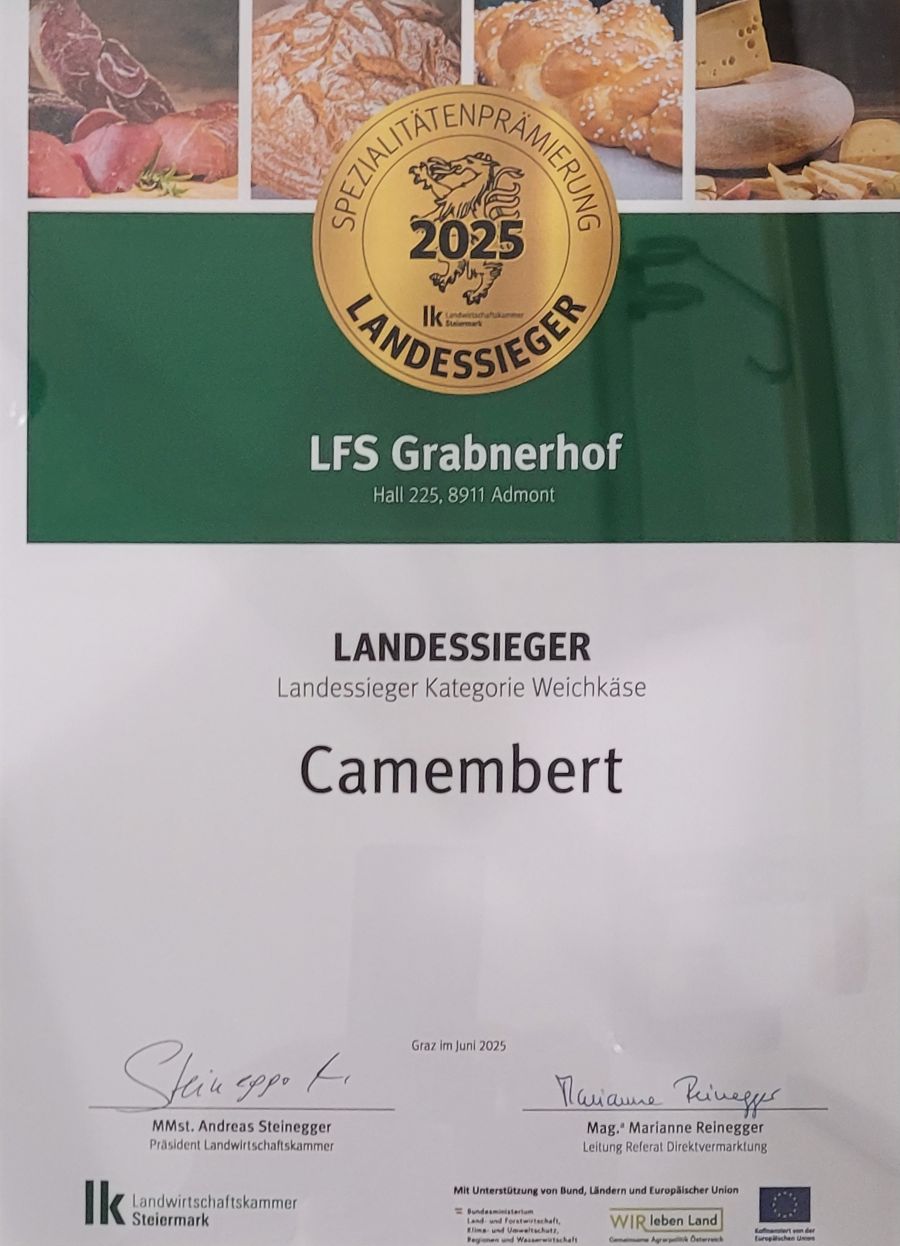 SPEZIALITÄTENPRÄMIERUNG
2025
lk Landwirtschaftskammer
Steiermark
LANDESSIEGER
LFS Grabnerhof
Hall 225, 8911 Admont
LANDESSIEGER
Landessieger Kategorie Weichkäse
Camembert
Graz im Juni 2025
Marianne Reinegger
MMst. Andreas Steinegger
Präsident Landwirtschaftskammer
Mag.ª Marianne Reinegger
Leitung Referat Direktvermarktung
lk Landwirtschaftskammer
Steiermark
Mit Unterstützung von Bund, Ländern und Europäischer Union
Bundesministerium
Land- und Forstwirtschaft,
Klima- und Umweltschutz,
Regionen und Wasserwirtschaft
WIR leben Land
Gemeinsame Agrarpolitik Österreich
Kofinanziert von der
Europäischen Union